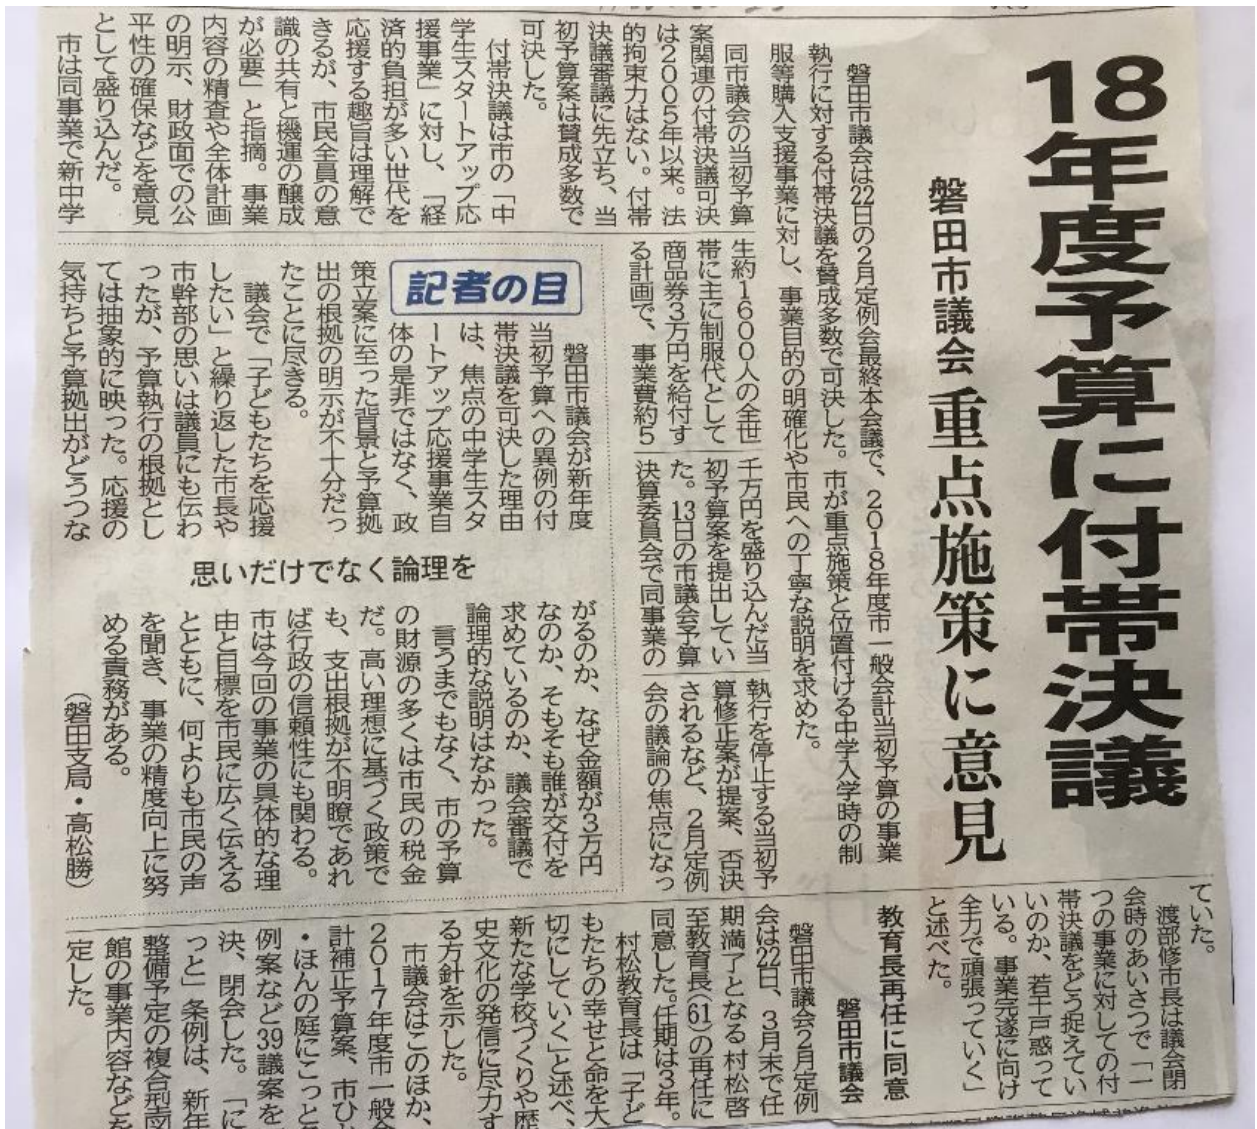 18年度予算に付帯決議
磐田市議会 重点施策に意見
磐田市議会は22日の2月定例会最終本会議で、2018年度市一般会計当初予算の事業
執行に対する付帯決議を賛成多数で可決した。市が重点施策と位置付ける中学入学時の制
服等購入支援事業に対し、事業目的の明確化や市民への丁寧な説明を求めた。
同市議会の当初予算
案関連の付帯決議可決
は2005年以来。法
的拘束力はない。付帯
決議審議に先立ち、当
初予算案は賛成多数で
可決した。
付帯決議は市の「中
学生スタートアップ応
援事業」に対し、「経
済的負担が多い世代を
応援する趣旨は理解で
きるが、市民全員の意
識の共有と機運の醸成
が必要」と指摘。事業
内容の精査や全体計画
の明示、財政面での公
平性の確保などを意見
として盛り込んだ。
市は同事業で新中学
生約1600人の全世
帯に主に制服代として
商品券3万円を給付す
る計画で、事業費約5
千万円を盛り込んだ当
初予算案を提出してい
た。13日の市議会予算
決算委員会で同事業の
執行を停止する当初予
算修正案が提案、否決
されるなど、2月定例
会の議論の焦点になっ
ていた。
渡部修市長は議会閉
会時のあいさつで「一
つの事業に対しての付
帯決議をどう捉えてい
いのか、若干戸惑って
いる。事業完遂に向け
全力で頑張っていく」
と述べた。
記者の目
磐田市議会が新年度
当初予算への異例の付
帯決議を可決した理由
は、焦点の中学生スタ
ートアップ応援事業自
体の是非ではなく、政
策立案に至った背景と予算拠
出の根拠の明示が不十分だっ
たことに尽きる。
議会で「子どもたちを応援
したい」と繰り返した市長や
市幹部の思いは議員にも伝わ
ったが、予算執行の根拠とし
ては抽象的に映った。応援の
気持ちと予算拠出がどうつな
思いだけでなく論理を
がるのか、なぜ金額が3万円
なのか、そもそも誰が交付を
求めているのか、議会審議で
論理的な説明はなかった。
言うまでもなく、市の予算
の財源の多くは市民の税金
だ。高い理想に基づく政策で
も、支出根拠が不明瞭であれ
ば行政の信頼性にも関わる。
市は今回の事業の具体的な理
由と目標を市民に広く伝える
とともに、何よりも市民の声
を聞き、事業の精度向上に努
める責務がある。
（磐田支局・高松勝）
教育長再任に同意
磐田市議会
磐田市議会2月定例
会は22日、3月末で任
期満了となる村松啓
至教育長(61)の再任に
同意した。任期は3年。
村松教育長は「子ど
もたちの幸せと命を大
切にしていく」と述べ、
新たな学校づくりや歴
史文化の発信に尽力す
る方針を示した。
市議会はこのほか、
2017年度市一般会
計補正予算案、市ひ
・ほんの庭にこっと
例案など39議案を
決、閉会した。「に
っと」条例は、新年
整備予定の複合型図
館の事業内容などを
定した。